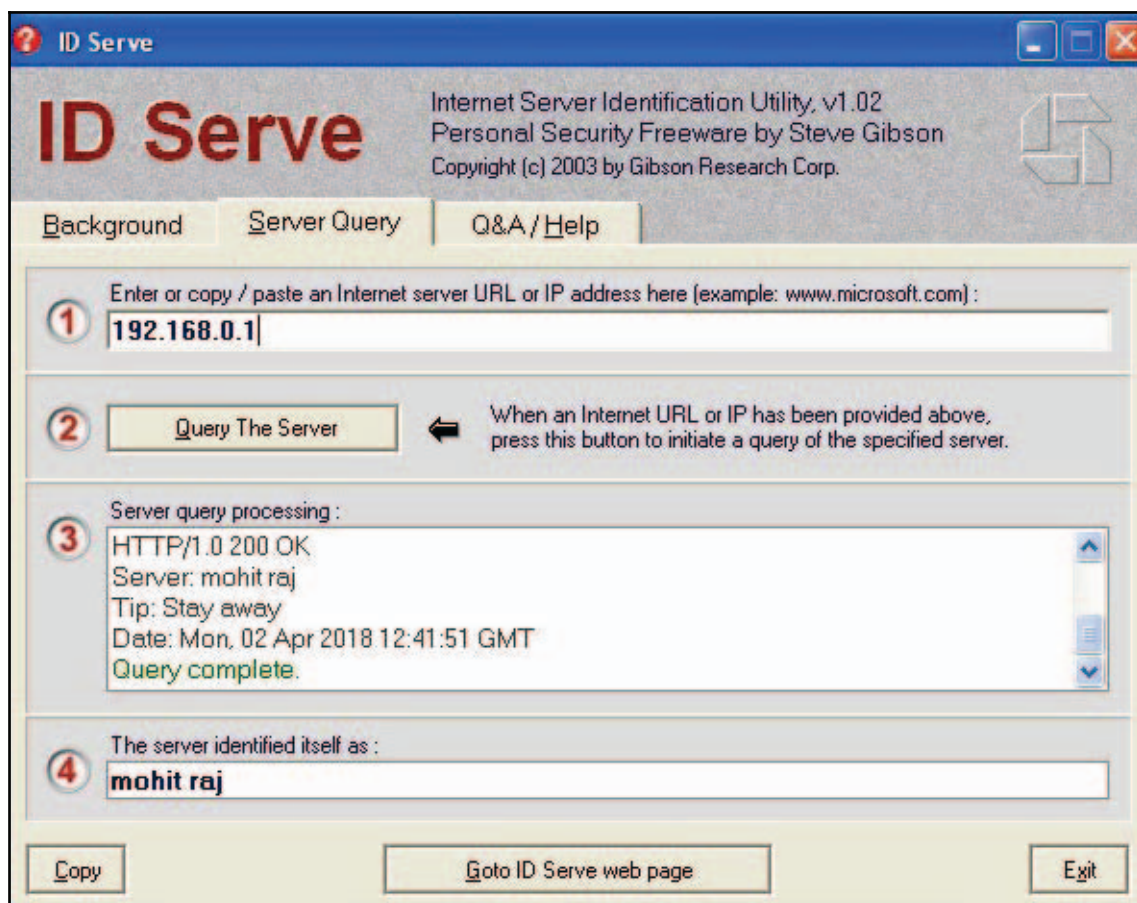 ID Serve
ID Serve
Internet Server Identification Utility, v1.02
Personal Security Freeware by Steve Gibson
Copyright (c) 2003 by Gibson Research Corp.
Background
Server Query
Q&A / Help
1
Enter or copy / paste an Internet server URL or IP address here (example: www.microsoft.com) :
192.168.0.1
2
Query The Server
When an Internet URL or IP has been provided above,
press this button to initiate a query of the specified server.
3
Server query processing :
HTTP/1.0 200 OK
Server: mohit raj
Tip: Stay away
Date: Mon, 02 Apr 2018 12:41:51 GMT
Query complete.
4
The server identified itself as :
mohit raj
Copy
Goto ID Serve web page
Exit